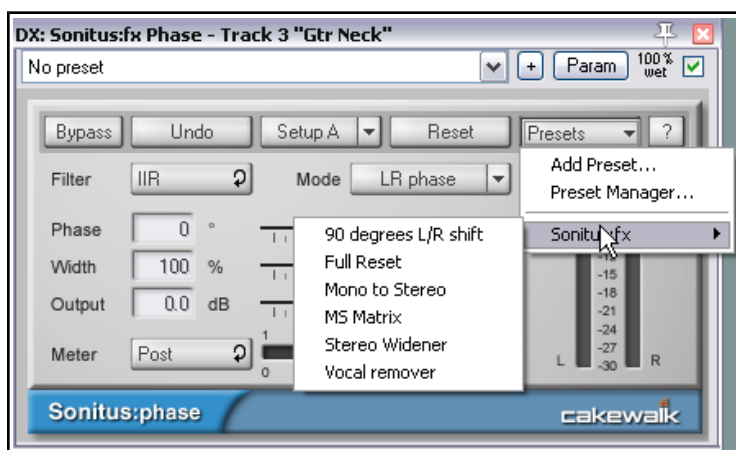 DX: Sonitus:fx Phase - Track 3 "Gtr Neck"
No preset
+
Param
100 %
wet
Bypass
Undo
Setup A
Reset
Presets
?
Filter
IIR
Mode
LR phase
Add Preset...
Preset Manager...
Phase
0
°
Width
100
%
Output
0.0
dB
Meter
Post
1
0
90 degrees L/R shift
Full Reset
Mono to Stereo
MS Matrix
Stereo Widener
Vocal remover
-15
-18
-21
-24
-27
-30
L
R
Sonitus:phase
cakewalk